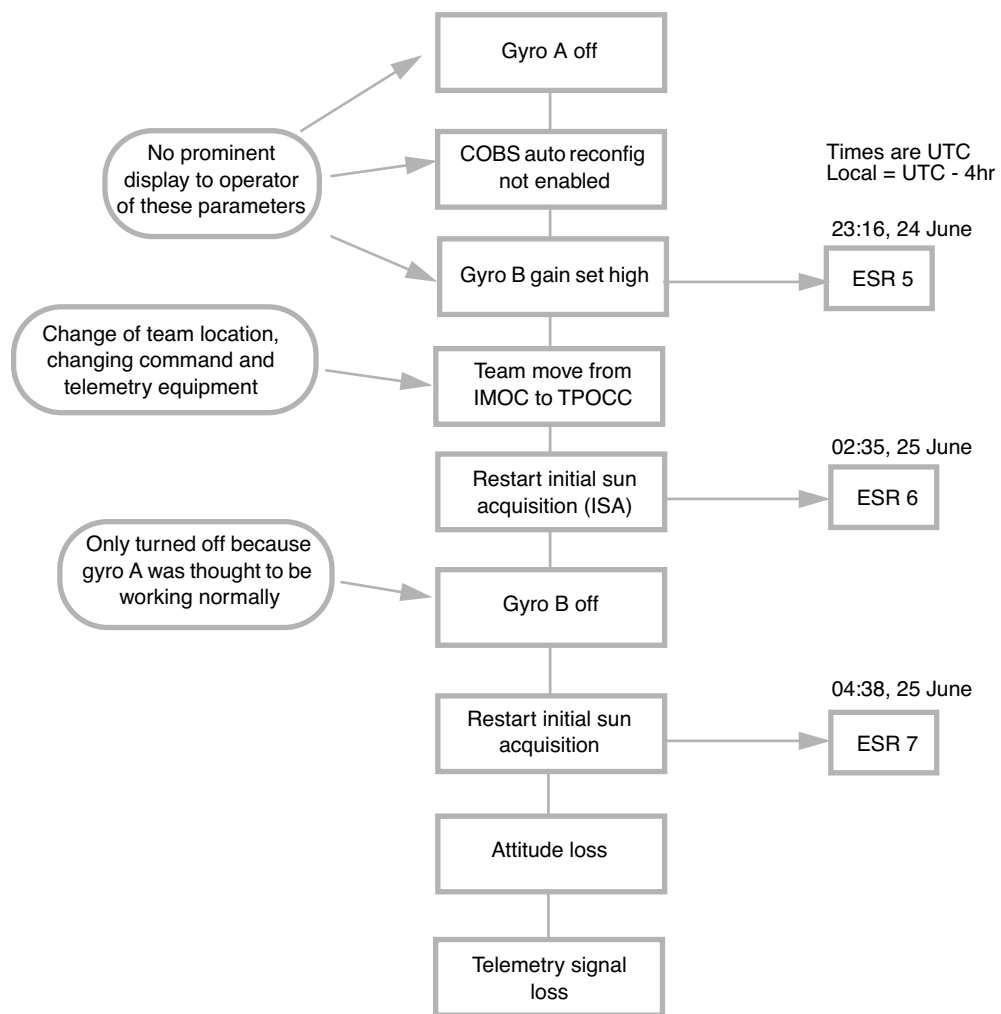 Gyro A off
No prominent
display to operator
of these parameters
COBS auto reconfig
not enabled
Times are UTC
Local = UTC - 4hr
23:16, 24 June
Gyro B gain set high
ESR 5
Change of team location,
changing command and
telemetry equipment
Team move from
IMOC to TPOCC
02:35, 25 June
Restart initial sun
acquisition (ISA)
ESR 6
Only turned off because
gyro A was thought to be
working normally
Gyro B off
04:38, 25 June
Restart initial sun
acquisition
ESR 7
Attitude loss
Telemetry signal
loss